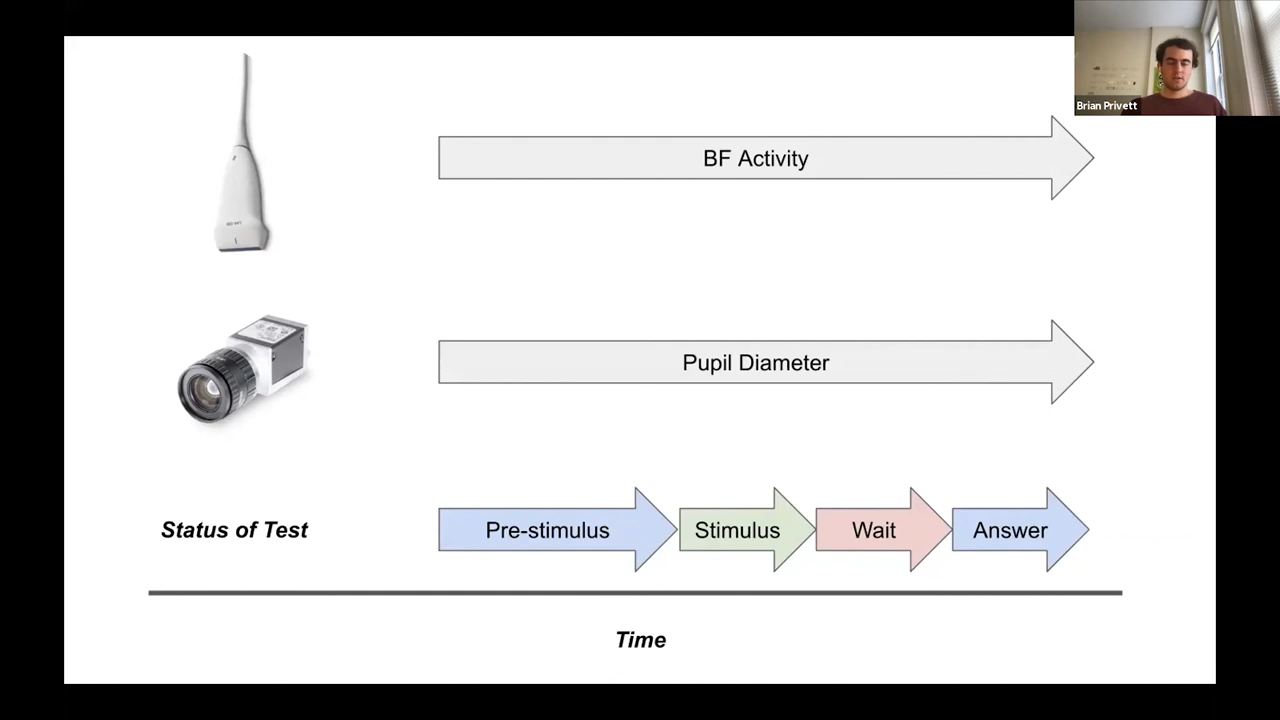 Brian Privett
BF Activity
Pupil Diameter
Status of Test
Pre-stimulus
Stimulus
Wait
Answer
Time